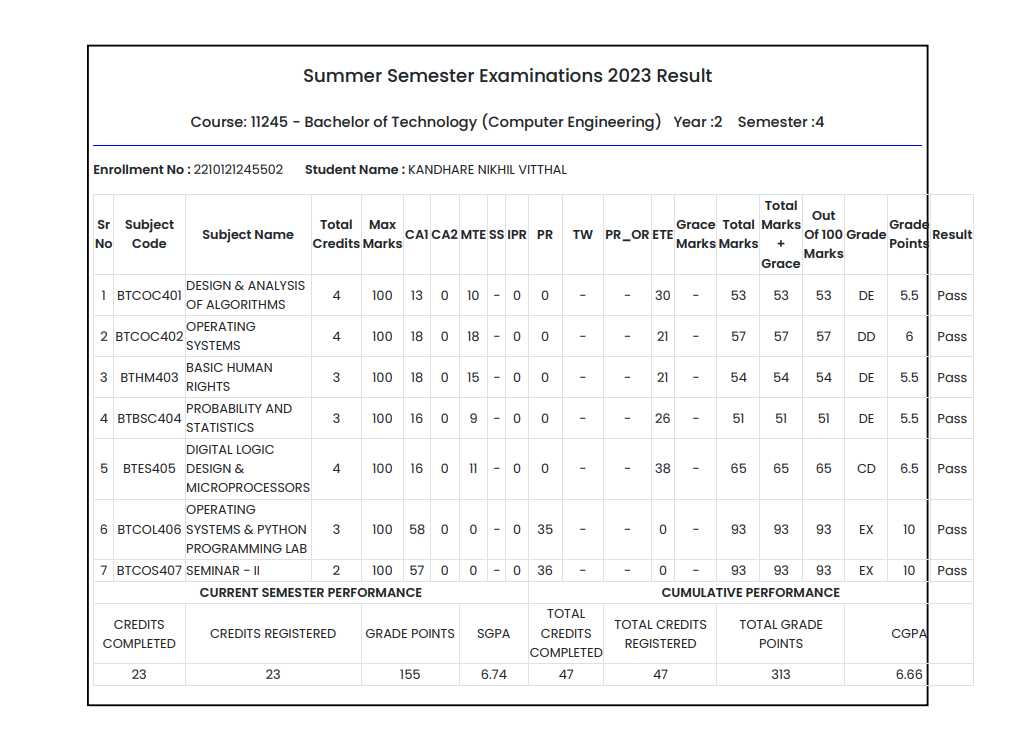 Summer Semester Examinations 2023 Result
Course: 11245 - Bachelor of Technology (Computer Engineering) Year :2 Semester :4
Enrollment No : 2210121245502 Student Name : KANDHARE NIKHIL VITTHAL
Sr No Subject Code Subject Name Total Credits Max Marks CA1 CA2 MTE SS IPR PR TW PR_OR ETE Grace Marks Total Marks Total Marks + Grace Out Of 100 Marks Grade Grade Points Result
1 BTCOC401 DESIGN & ANALYSIS OF ALGORITHMS 4 100 13 0 10 - 0 0 - - 30 - 53 53 53 DE 5.5 Pass
2 BTCOC402 OPERATING SYSTEMS 4 100 18 0 18 - 0 0 - - 21 - 57 57 57 DD 6 Pass
3 BTHM403 BASIC HUMAN RIGHTS 3 100 18 0 15 - 0 0 - - 21 - 54 54 54 DE 5.5 Pass
4 BTBSC404 PROBABILITY AND STATISTICS 3 100 16 0 9 - 0 0 - - 26 - 51 51 51 DE 5.5 Pass
5 BTES405 DIGITAL LOGIC DESIGN & MICROPROCESSORS 4 100 16 0 11 - 0 0 - - 38 - 65 65 65 CD 6.5 Pass
6 BTCOL406 OPERATING SYSTEMS & PYTHON PROGRAMMING LAB 3 100 58 0 0 - 0 35 - - 0 - 93 93 93 EX 10 Pass
7 BTCOS407 SEMINAR - II 2 100 57 0 0 - 0 36 - - 0 - 93 93 93 EX 10 Pass
CURRENT SEMESTER PERFORMANCE CUMULATIVE PERFORMANCE
CREDITS COMPLETED CREDITS REGISTERED GRADE POINTS SGPA TOTAL CREDITS COMPLETED TOTAL CREDITS REGISTERED TOTAL GRADE POINTS CGPA
23 23 155 6.74 47 47 313 6.66